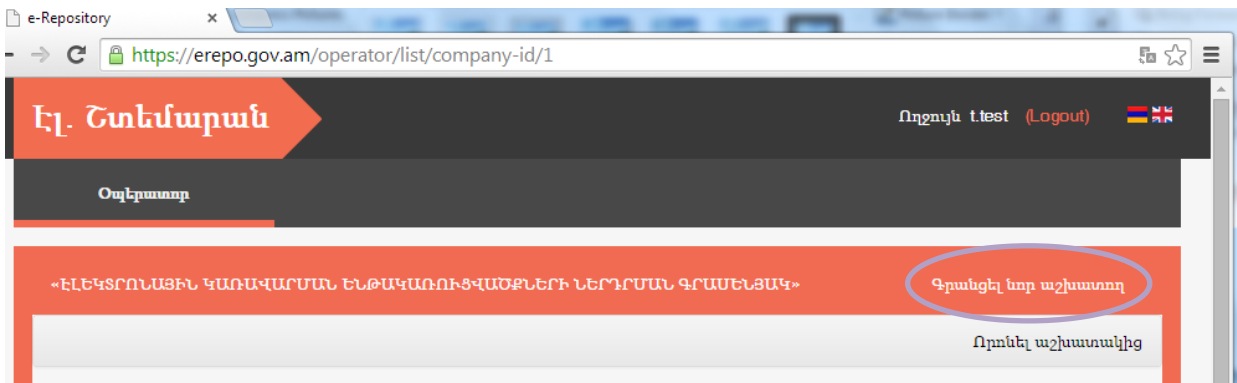 e-Repository
https://erepo.gov.am/operator/list/company-id/1
Էլ. Շտեմարան
Ողջույն t.test (Logout)
Օպերատոր
«ԷԼԵԿՏՐՈՆԱՅԻՆ ԿԱՌԱՎԱՐՄԱՆ ԵՆԹԱԿԱՌՈՒՑՎԱԾՔՆԵՐԻ ՆԵՐԴՐՄԱՆ ԳՐԱՍԵՆՅԱԿ» Գրանցել նոր աշխատող
Որոնել աշխատակից